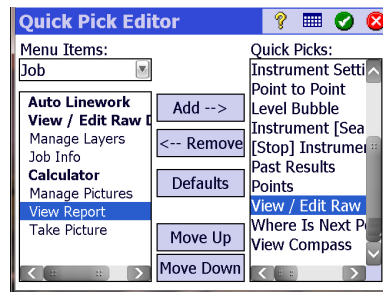 Quick Pick Editor
Menu Items:
Job
Auto Linework
View / Edit Raw D
Manage Layers
Job Info
Calculator
Manage Pictures
View Report
Take Picture
Add -->
<-- Remove
Defaults
Move Up
Move Down
Quick Picks:
Instrument Setti
Point to Point
Level Bubble
Instrument [Sea
[Stop] Instrumer
Past Results
Points
View / Edit Raw
Where Is Next P
View Compass